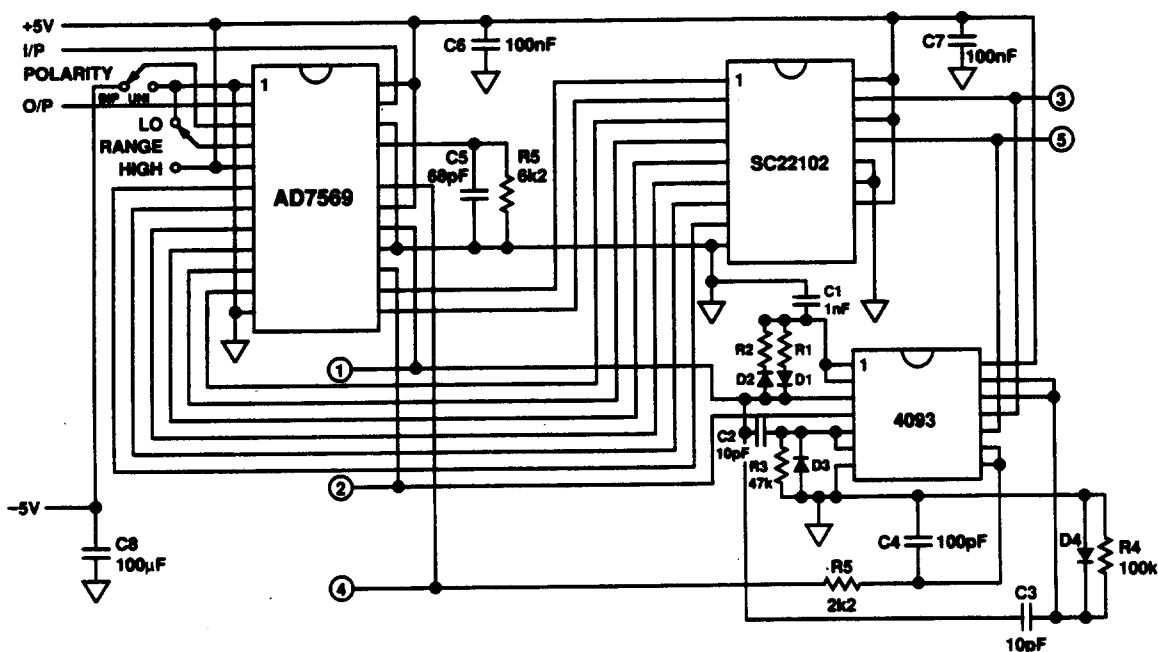 +5V
I/P
POLARITY
BIP UNI
O/P
LO
RANGE
HIGH
1
AD7569
C6 100nF
C5
68pF
R5
6k2
1
SC22102
C7
100nF
3
5
C1
1nF
R2 R1
D2 D1
1
4093
C2
10pF
R3
47k
D3
1
2
-5V
C8
100µF
C4 100pF
D4
R4
100k
4
R5
2k2
C3
10pF